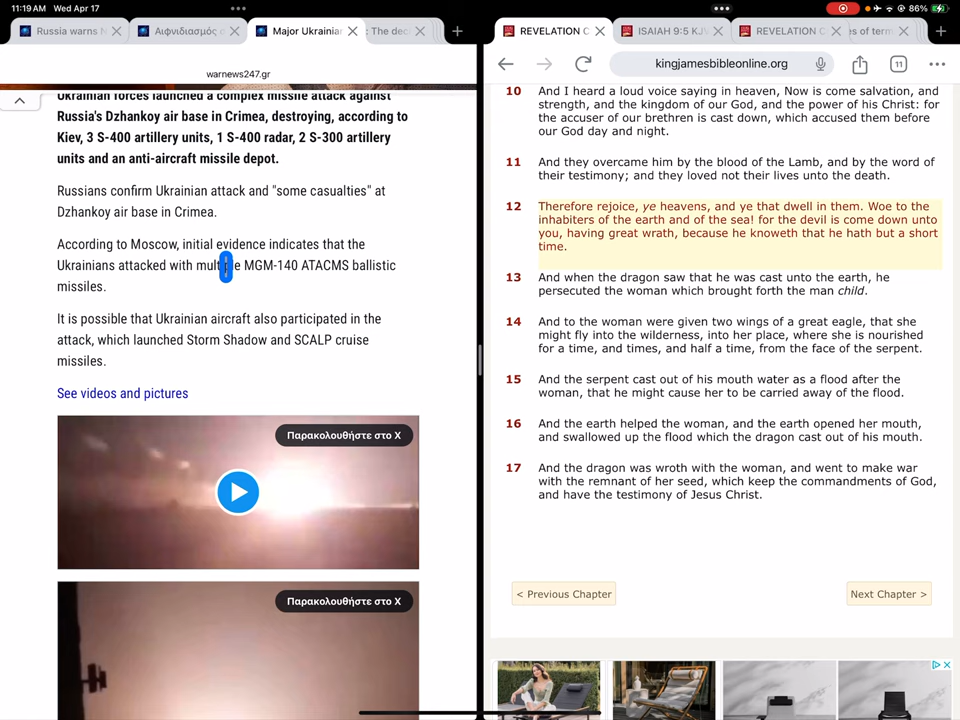 11:19 AM Wed Apr 17
86%
Russia warns
Αιφνιδιασμός
Major Ukrainian
: The dec
REVELATION C
ISAIAH 9:5 KJV
REVELATION C
es of term
warnews247.gr
kingjamesbibleonline.org
11
Ukrainian forces launched a complex missile attack against
Russia's Dzhankoy air base in Crimea, destroying, according to
Kiev, 3 S-400 artillery units, 1 S-400 radar, 2 S-300 artillery
units and an anti-aircraft missile depot.
Russians confirm Ukrainian attack and "some casualties" at
Dzhankoy air base in Crimea.
According to Moscow, initial evidence indicates that the
Ukrainians attacked with multiple MGM-140 ATACMS ballistic
missiles.
It is possible that Ukrainian aircraft also participated in the
attack, which launched Storm Shadow and SCALP cruise
missiles.
See videos and pictures
Παρακολουθήστε στο X
Παρακολουθήστε στο X
10 And I heard a loud voice saying in heaven, Now is come salvation, and
strength, and the kingdom of our God, and the power of his Christ: for
the accuser of our brethren is cast down, which accused them before
our God day and night.
11 And they overcame him by the blood of the Lamb, and by the word of
their testimony; and they loved not their lives unto the death.
12 Therefore rejoice, ye heavens, and ye that dwell in them. Woe to the
inhabiters of the earth and of the sea! for the devil is come down unto
you, having great wrath, because he knoweth that he hath but a short
time.
13 And when the dragon saw that he was cast unto the earth, he
persecuted the woman which brought forth the man child.
14 And to the woman were given two wings of a great eagle, that she
might fly into the wilderness, into her place, where she is nourished
for a time, and times, and half a time, from the face of the serpent.
15 And the serpent cast out of his mouth water as a flood after the
woman, that he might cause her to be carried away of the flood.
16 And the earth helped the woman, and the earth opened her mouth,
and swallowed up the flood which the dragon cast out of his mouth.
17 And the dragon was wroth with the woman, and went to make war
with the remnant of her seed, which keep the commandments of God,
and have the testimony of Jesus Christ.
< Previous Chapter
Next Chapter >